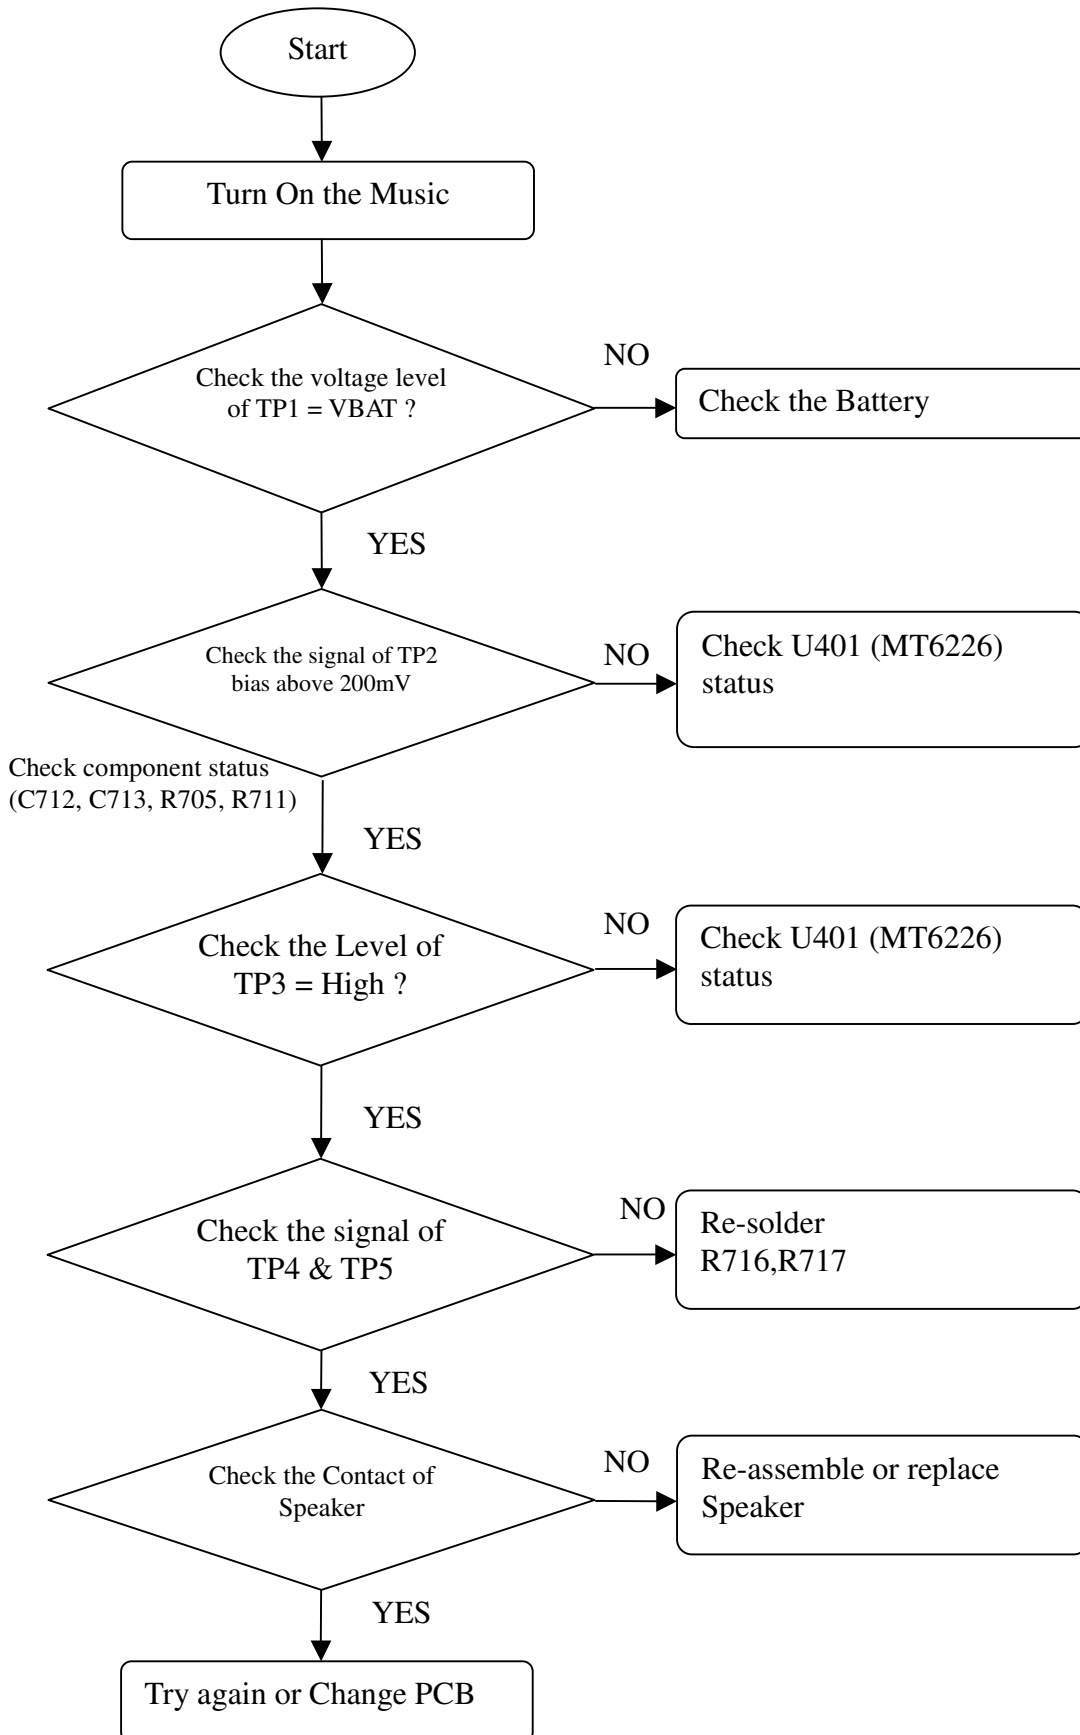 Start
Turn On the Music
Check the voltage level
of TP1 = VBAT ?
NO
Check the Battery
YES
Check the signal of TP2
bias above 200mV
NO
Check U401 (MT6226)
status
Check component status
(C712, C713, R705, R711)
YES
Check the Level of
TP3 = High ?
NO
Check U401 (MT6226)
status
YES
Check the signal of
TP4 & TP5
NO
Re-solder
R716,R717
YES
Check the Contact of
Speaker
NO
Re-assemble or replace
Speaker
YES
Try again or Change PCB